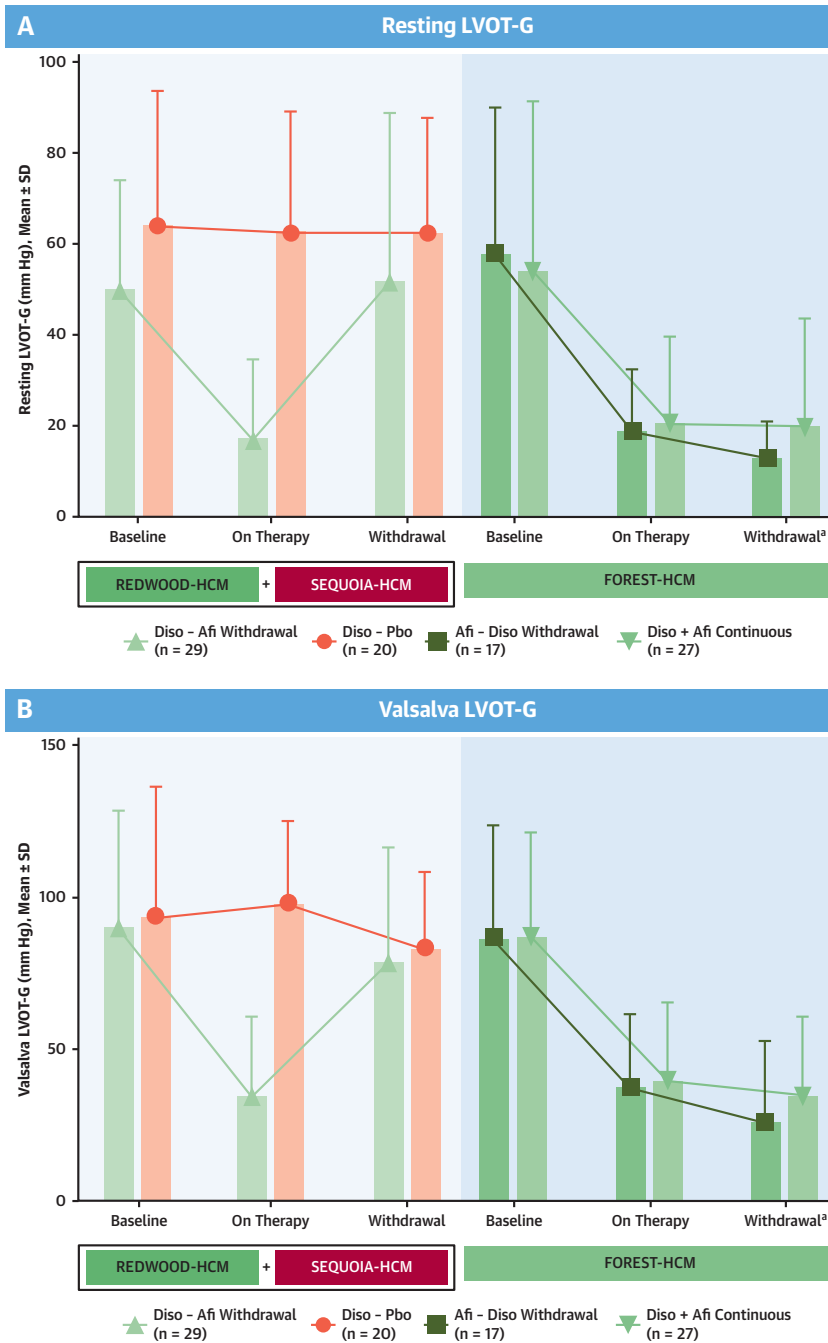 A
Resting LVOT-G
Resting LVOT-G (mm Hg), Mean ± SD
100
80
60
40
20
0
Baseline
On Therapy
Withdrawal
Baseline
On Therapy
Withdrawalᵃ
REDWOOD-HCM + SEQUOIA-HCM
FOREST-HCM
Diso – Afi Withdrawal
(n = 29)
Diso – Pbo
(n = 20)
Afi – Diso Withdrawal
(n = 17)
Diso + Afi Continuous
(n = 27)
B
Valsalva LVOT-G
Valsalva LVOT-G (mm Hg), Mean ± SD
150
100
50
0
Baseline
On Therapy
Withdrawal
Baseline
On Therapy
Withdrawalᵃ
REDWOOD-HCM + SEQUOIA-HCM
FOREST-HCM
Diso – Afi Withdrawal
(n = 29)
Diso – Pbo
(n = 20)
Afi – Diso Withdrawal
(n = 17)
Diso + Afi Continuous
(n = 27)